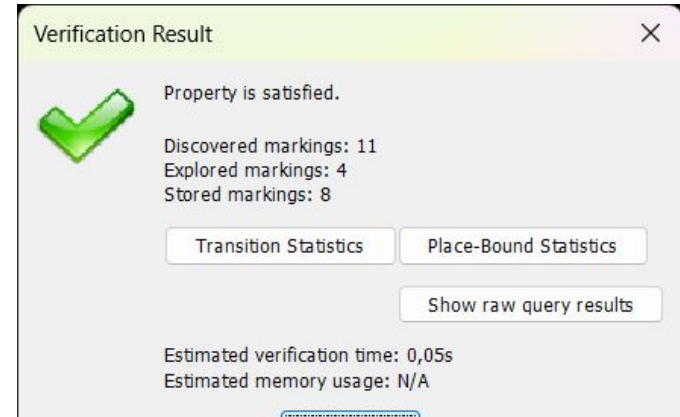 Verification Result
Property is satisfied.
Discovered markings: 11
Explored markings: 4
Stored markings: 8
Transition Statistics
Place-Bound Statistics
Show raw query results
Estimated verification time: 0,05s
Estimated memory usage: N/A